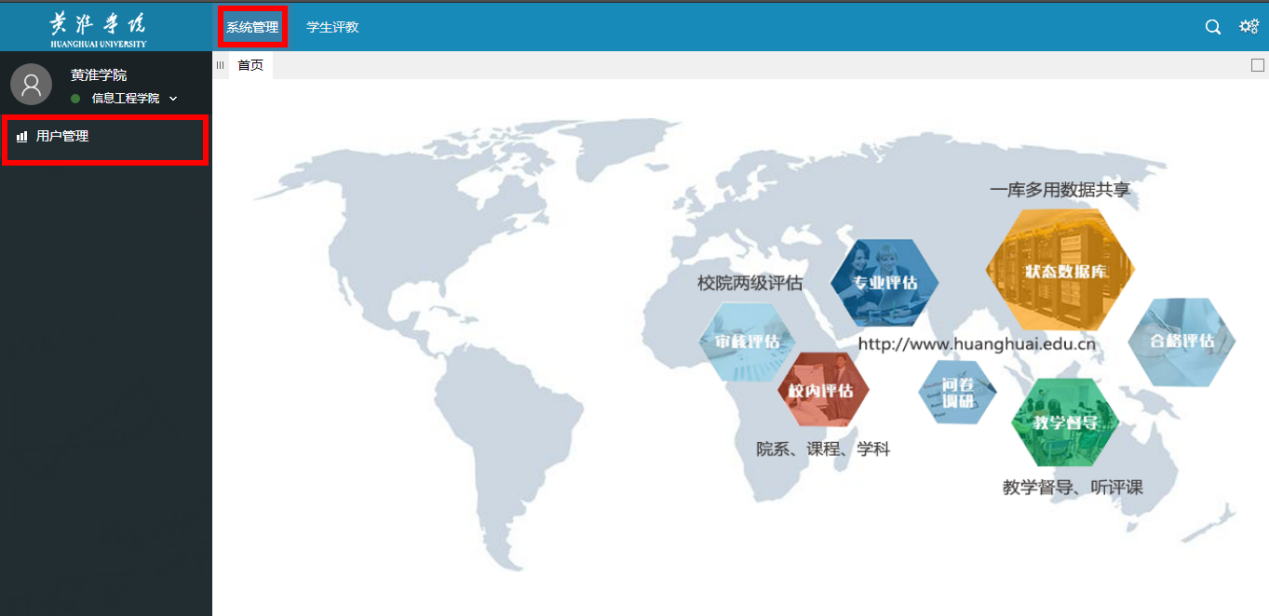 黄淮学院
HUANGHUAI UNIVERSITY
系统管理
学生评教
黄淮学院
信息工程学院
首页
用户管理
一库多用数据共享
状态数据库
校院两级评估
专业评估
审核评估
http://www.huanghuai.edu.cn
合格评估
校内评估
问卷
调研
教学督导
院系、课程、学科
教学督导、听评课